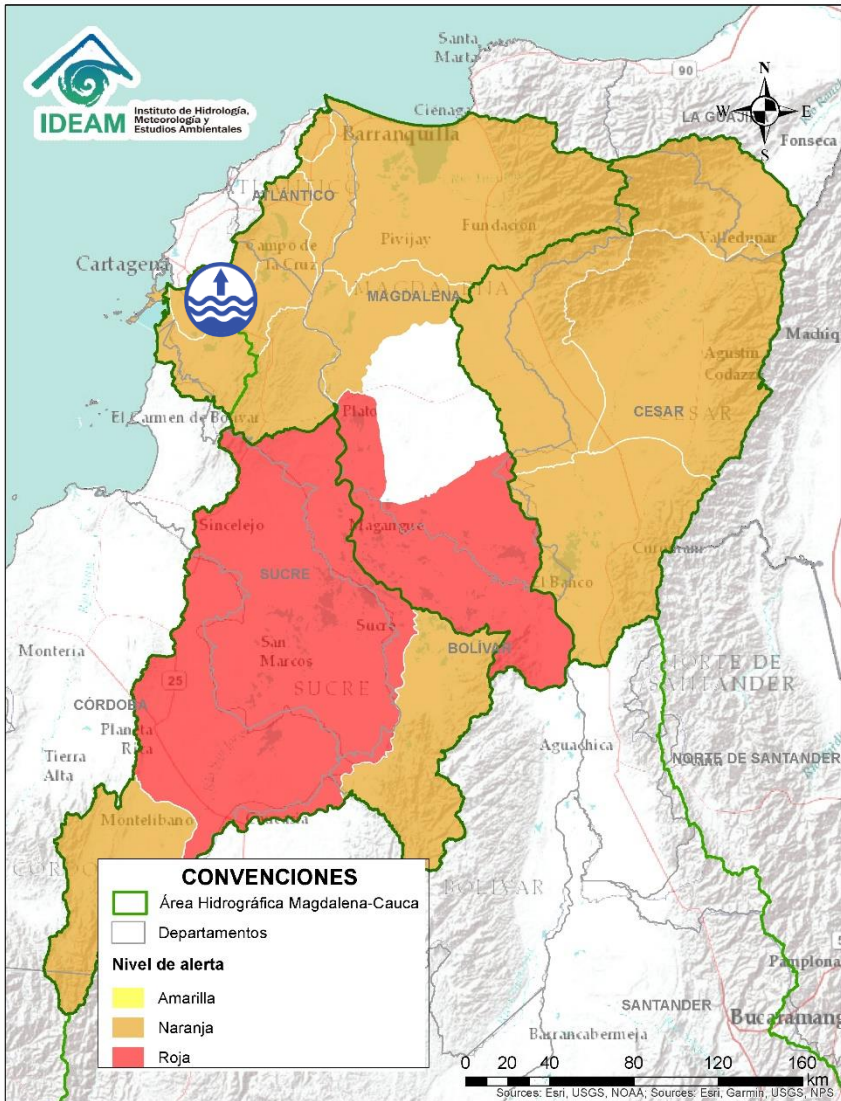 IDEAM
Instituto de Hidrología,
Meteorología y
Estudios Ambientales
Santa
Marta
90
N
W
E
S
LA GUAJI
Fonseca
Ciénaga
Barranquilla
ATLÁNTICO
Fundación
Valledupar
Campo de
la Cruz
Pivijay
Cartagena
MAGDALENA
Machiq
Agustín
Codazzi
El Carmen de Bolívar
Plato
CESAR
Sincelejo
Magangué
SUCRE
El Banco
Sucre
Montería
San
Marcos
BOLÍVAR
SUCRE
25
NORTE DE
SANTANDER
CÓRDOBA
Planeta
Rica
Tierra
Alta
Aguachica
NORTE DE SANTANDER
Montelíbano
BOLÍVAR
CONVENCIONES
Área Hidrográfica Magdalena-Cauca
Departamentos
Nivel de alerta
Amarilla
Naranja
Roja
Pamplona
SANTANDER
Bucaramang
Barrancabermeja
0 20 40 80 120 160
km
Sources: Esri, USGS, NOAA; Sources: Esri, Garmin, USGS, NPS